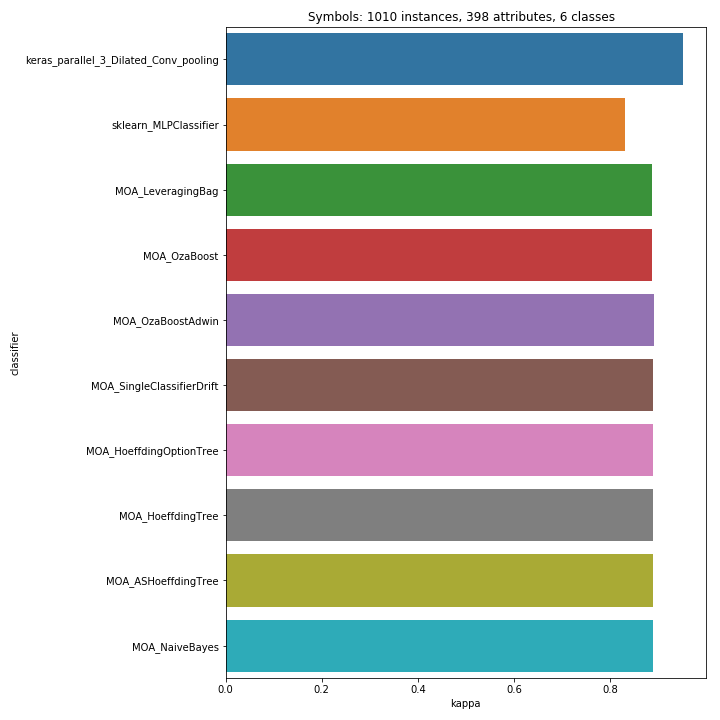 Symbols: 1010 instances, 398 attributes, 6 classes
keras_parallel_3_Dilated_Conv_pooling
sklearn_MLPClassifier
MOA_LeveragingBag
MOA_OzaBoost
MOA_OzaBoostAdwin
MOA_SingleClassifierDrift
MOA_HoeffdingOptionTree
MOA_HoeffdingTree
MOA_ASHoeffdingTree
MOA_NaiveBayes
classifier
0.0 0.2 0.4 0.6 0.8
kappa